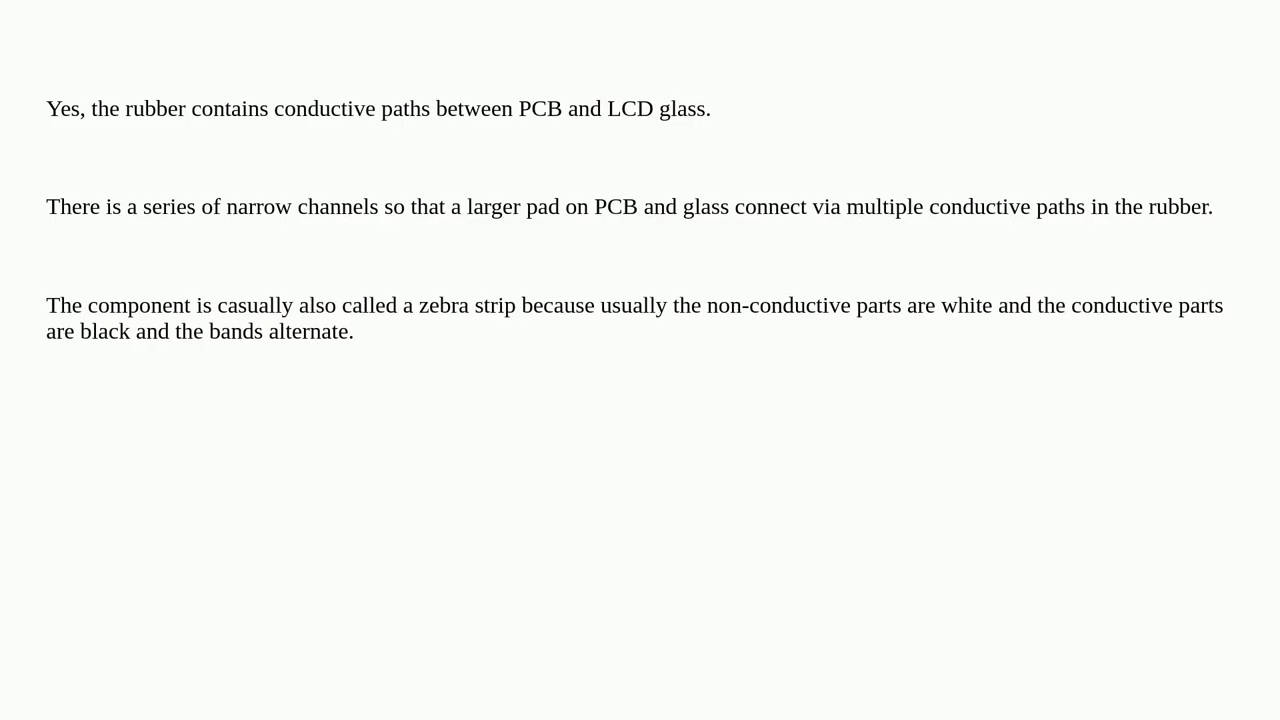 Yes, the rubber contains conductive paths between PCB and LCD glass.
There is a series of narrow channels so that a larger pad on PCB and glass connect via multiple conductive paths in the rubber.
The component is casually also called a zebra strip because usually the non-conductive parts are white and the conductive parts
are black and the bands alternate.